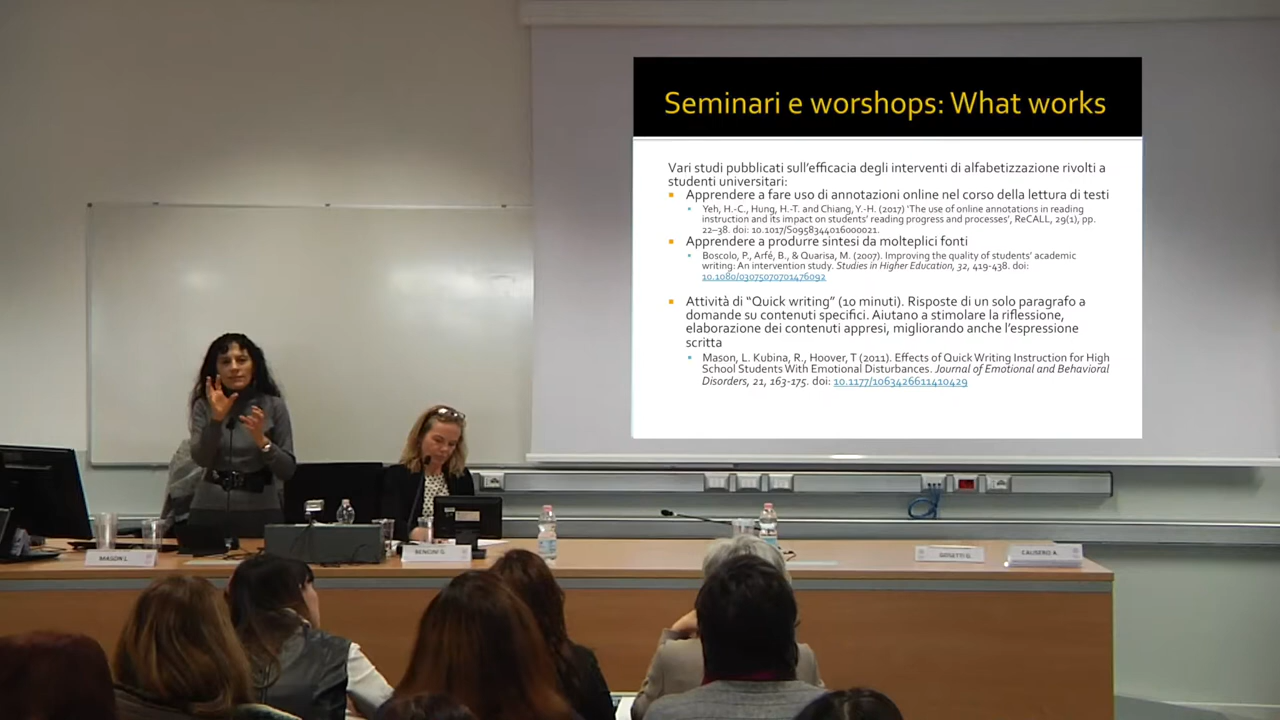 Seminari e worshops: What works
Vari studi pubblicati sull'efficacia degli interventi di alfabetizzazione rivolti a
studenti universitari:
Apprendere a fare uso di annotazioni online nel corso della lettura di testi
Yeh, H.-C., Hung, H.-T. and Chiang, Y.-H. (2017) 'The use of online annotations in reading
instruction and its impact on students' reading progress and processes', ReCALL, 29(1), pp.
22–38. doi: 10.1017/S0958344016000021.
Apprendere a produrre sintesi da molteplici fonti
Boscolo, P., Arfé, B., & Quarisa, M. (2007). Improving the quality of students' academic
writing: An intervention study. Studies in Higher Education, 32, 419-438. doi:
10.1080/03075070701476092
Attività di "Quick writing" (10 minuti). Risposte di un solo paragrafo a
domande su contenuti specifici. Aiutano a stimolare la riflessione,
elaborazione dei contenuti appresi, migliorando anche l'espressione
scritta
Mason, L. Kubina, R., Hoover, T (2011). Effects of Quick Writing Instruction for High
School Students With Emotional Disturbances. Journal of Emotional and Behavioral
Disorders, 21, 163-175. doi: 10.1177/1063426611410429
MASON L.
BENCINI G.
CAUSERO A.